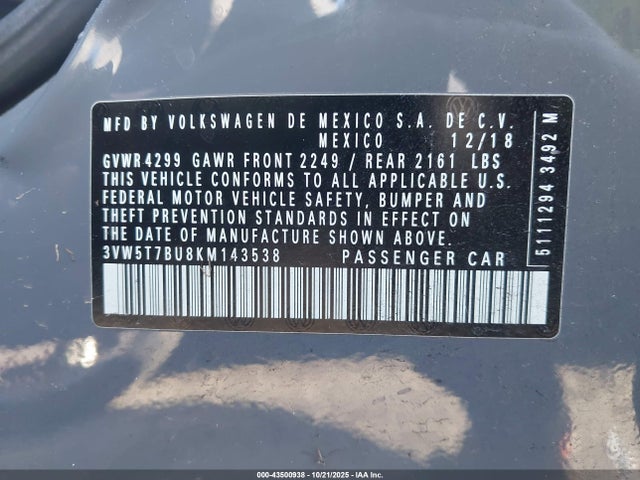 MFD BY VOLKSWAGEN DE MEXICO S.A. DE C.V.
MEXICO 12/18
GVWR4299 GAWR FRONT 2249 / REAR 2161 LBS
THIS VEHICLE CONFORMS TO ALL APPLICABLE U.S.
FEDERAL MOTOR VEHICLE SAFETY, BUMPER AND
THEFT PREVENTION STANDARDS IN EFFECT ON
THE DATE OF MANUFACTURE SHOWN ABOVE.
3VW5T7BU8KM143538 PASSENGER CAR
51111294 3492 M
000-43500938 - 10/21/2025 - IAA Inc.